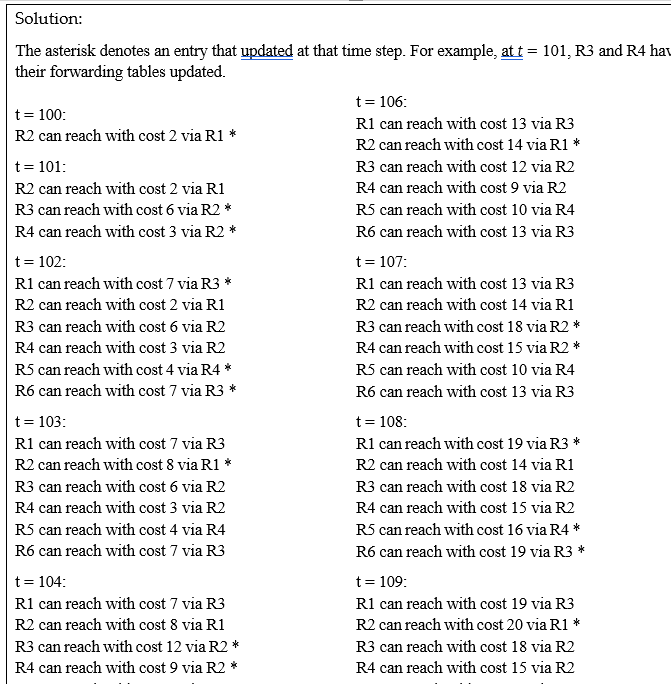 Solution:
The asterisk denotes an entry that updated at that time step. For example, at t = 101, R3 and R4
their forwarding tables updated.
t = 100:
R2 can reach with cost 2 via R1 *
t = 101:
R2 can reach with cost 2 via R1
R3 can reach with cost 6 via R2 *
R4 can reach with cost 3 via R2 *
t = 102:
R1 can reach with cost 7 via R3 *
R2 can reach with cost 2 via R1
R3 can reach with cost 6 via R2
R4 can reach with cost 3 via R2
R5 can reach with cost 4 via R4 *
R6 can reach with cost 7 via R3 *
t = 103:
R1 can reach with cost 7 via R3
R2 can reach with cost 8 via R1 *
R3 can reach with cost 6 via R2
R4 can reach with cost 3 via R2
R5 can reach with cost 4 via R4
R6 can reach with cost 7 via R3
t = 104:
R1 can reach with cost 7 via R3
R2 can reach with cost 8 via R1
R3 can reach with cost 12 via R2 *
R4 can reach with cost 9 via R2 *
t = 106:
R1 can reach with cost 13 via R3
R2 can reach with cost 14 via R1 *
R3 can reach with cost 12 via R2
R4 can reach with cost 9 via R2
R5 can reach with cost 10 via R4
R6 can reach with cost 13 via R3
t = 107:
R1 can reach with cost 13 via R3
R2 can reach with cost 14 via R1
R3 can reach with cost 18 via R2 *
R4 can reach with cost 15 via R2 *
R5 can reach with cost 10 via R4
R6 can reach with cost 13 via R3
t = 108:
R1 can reach with cost 19 via R3 *
R2 can reach with cost 14 via R1
R3 can reach with cost 18 via R2
R4 can reach with cost 15 via R2
R5 can reach with cost 16 via R4 *
R6 can reach with cost 19 via R3 *
t = 109:
R1 can reach with cost 19 via R3
R2 can reach with cost 20 via R1 *
R3 can reach with cost 18 via R2
R4 can reach with cost 15 via R2